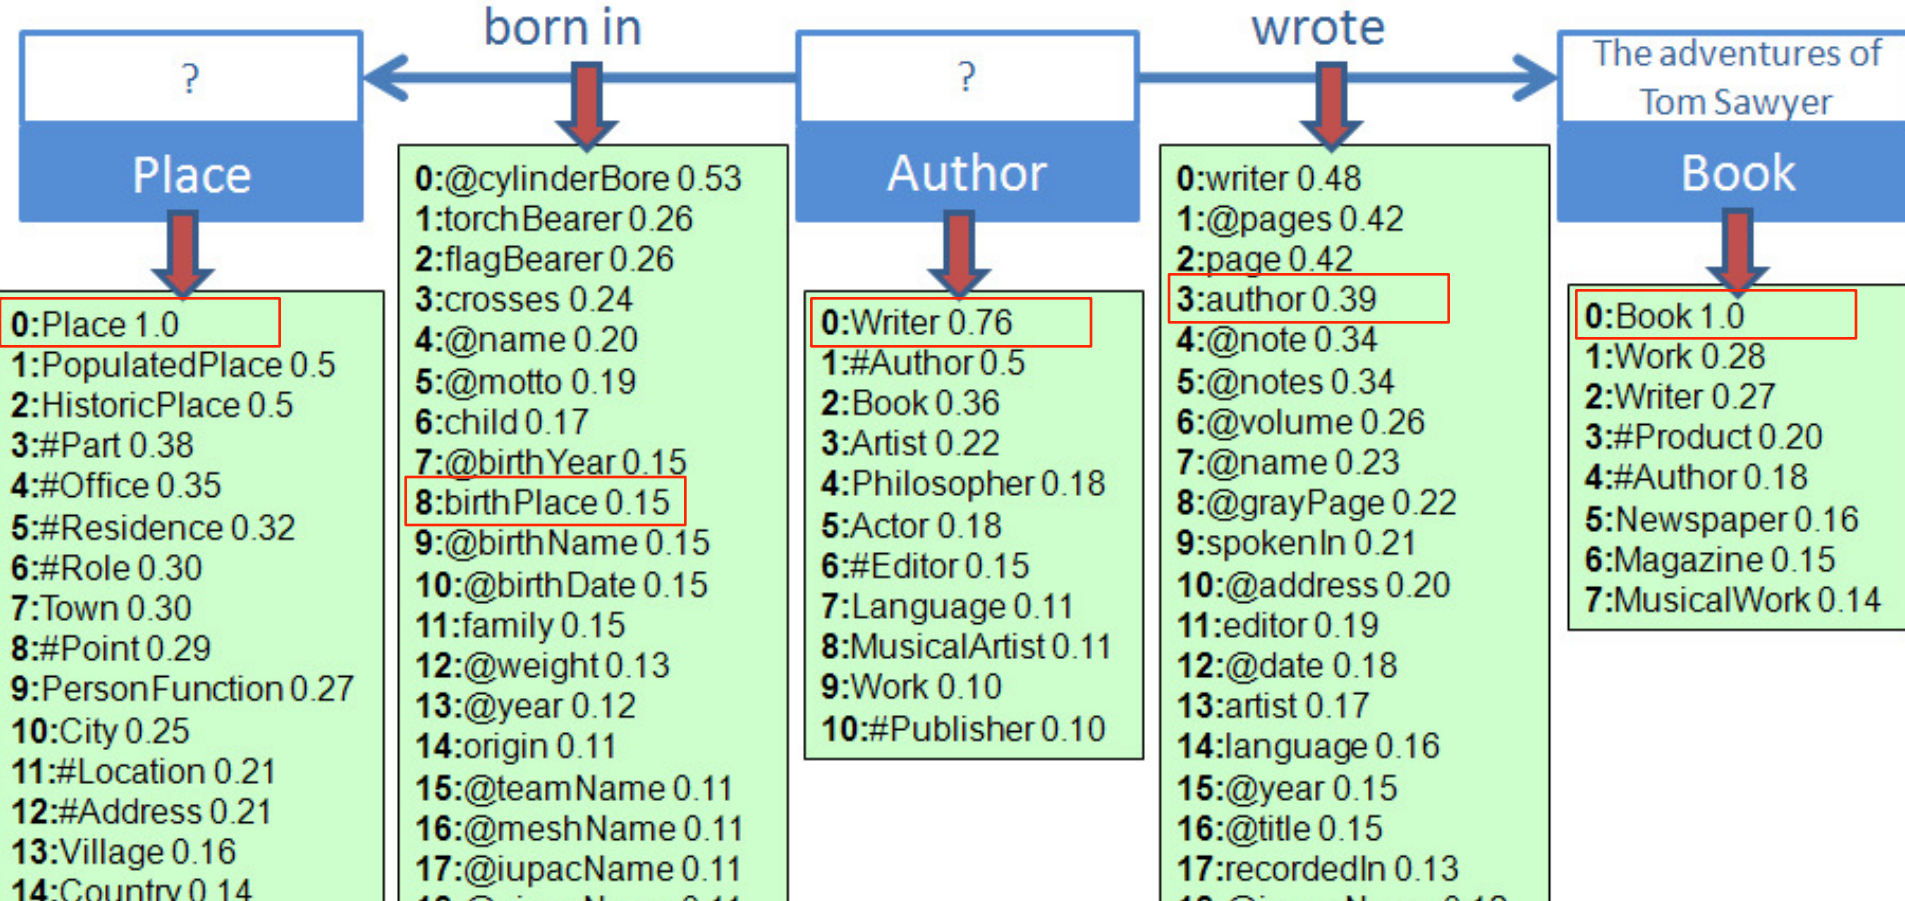 born in
wrote
?
?
The adventures of
Tom Sawyer
Place
Author
Book
0:Place 1.0
1:PopulatedPlace 0.5
2:HistoricPlace 0.5
3:#Part 0.38
4:#Office 0.35
5:#Residence 0.32
6:#Role 0.30
7:Town 0.30
8:#Point 0.29
9:PersonFunction 0.27
10:City 0.25
11:#Location 0.21
12:#Address 0.21
13:Village 0.16
14:Country 0.14
0:@cylinderBore 0.53
1:torchBearer 0.26
2:flagBearer 0.26
3:crosses 0.24
4:@name 0.20
5:@motto 0.19
6:child 0.17
7:@birthYear 0.15
8:birthPlace 0.15
9:@birthName 0.15
10:@birthDate 0.15
11:family 0.15
12:@weight 0.13
13:@year 0.12
14:origin 0.11
15:@teamName 0.11
16:@meshName 0.11
17:@iupacName 0.11
0:Writer 0.76
1:#Author 0.5
2:Book 0.36
3:Artist 0.22
4:Philosopher 0.18
5:Actor 0.18
6:#Editor 0.15
7:Language 0.11
8:MusicalArtist 0.11
9:Work 0.10
10:#Publisher 0.10
0:writer 0.48
1:@pages 0.42
2:page 0.42
3:author 0.39
4:@note 0.34
5:@notes 0.34
6:@volume 0.26
7:@name 0.23
8:@grayPage 0.22
9:spokenIn 0.21
10:@address 0.20
11:editor 0.19
12:@date 0.18
13:artist 0.17
14:language 0.16
15:@year 0.15
16:@title 0.15
17:recordedIn 0.13
0:Book 1.0
1:Work 0.28
2:Writer 0.27
3:#Product 0.20
4:#Author 0.18
5:Newspaper 0.16
6:Magazine 0.15
7:MusicalWork 0.14